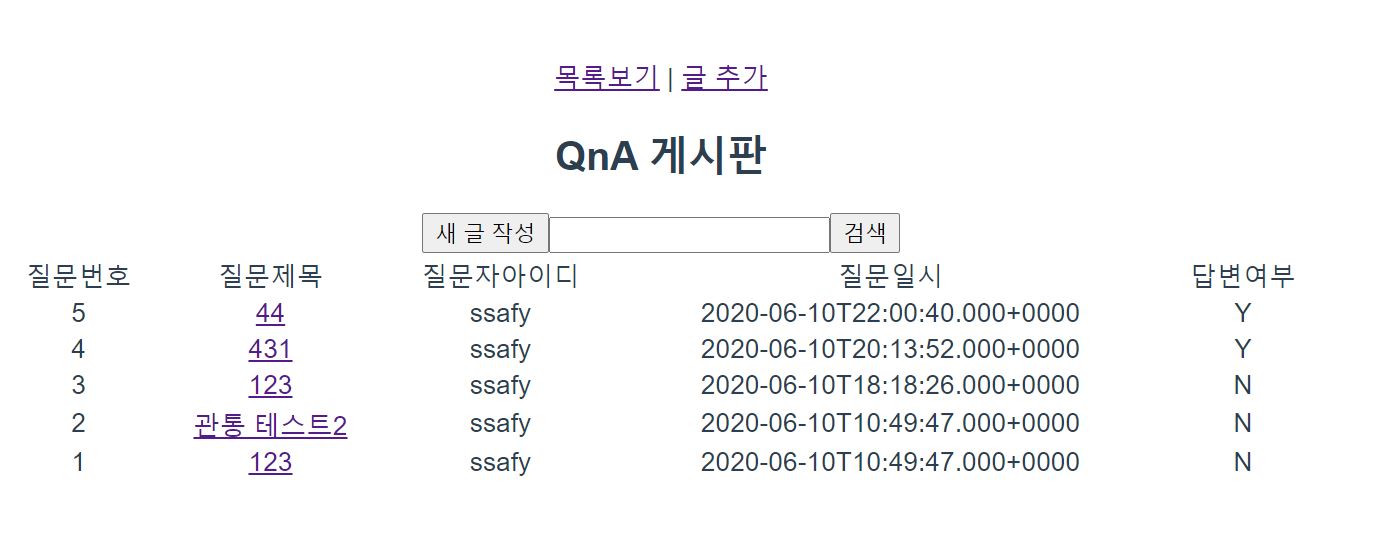 목록보기 | 글 추가
QnA 게시판
새 글 작성 검색
질문번호 질문제목 질문자아이디 질문일시 답변여부
5 44 ssafy 2020-06-10T22:00:40.000+0000 Y
4 431 ssafy 2020-06-10T20:13:52.000+0000 Y
3 123 ssafy 2020-06-10T18:18:26.000+0000 N
2 관통 테스트2 ssafy 2020-06-10T10:49:47.000+0000 N
1 123 ssafy 2020-06-10T10:49:47.000+0000 N